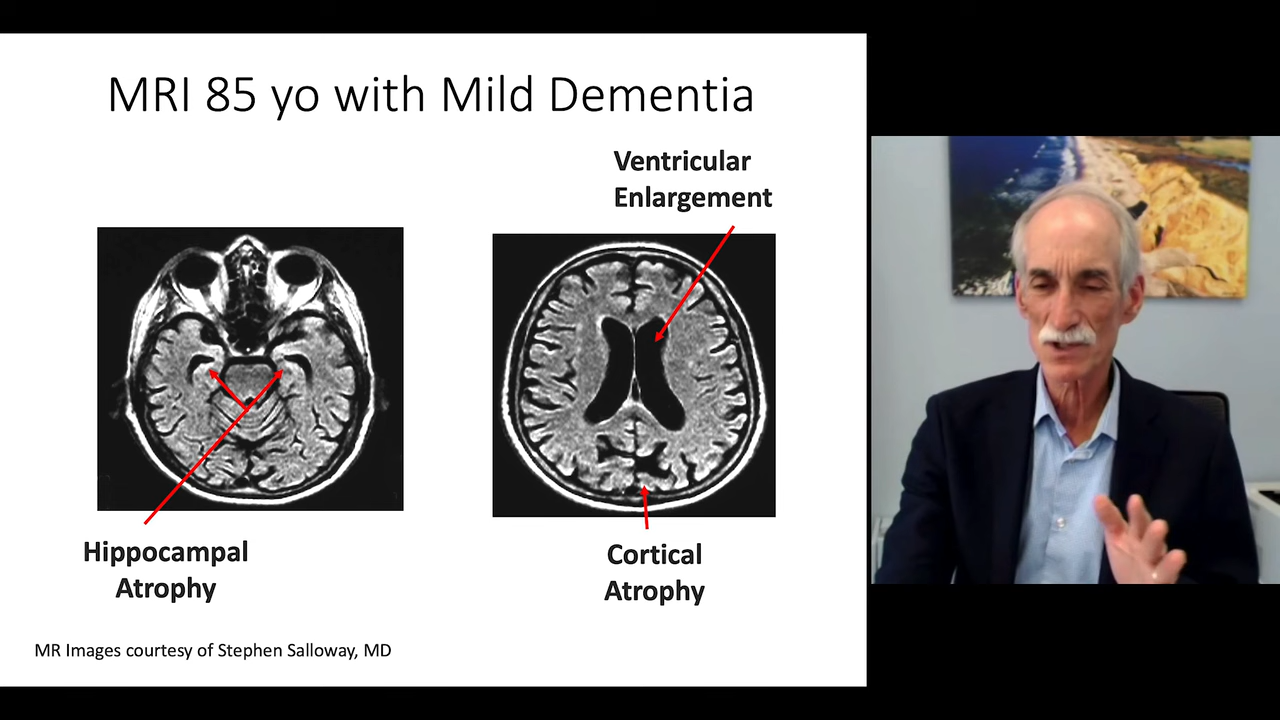 MRI 85 yo with Mild Dementia
Ventricular
Enlargement
Hippocampal
Atrophy
Cortical
Atrophy
MR Images courtesy of Stephen Salloway, MD